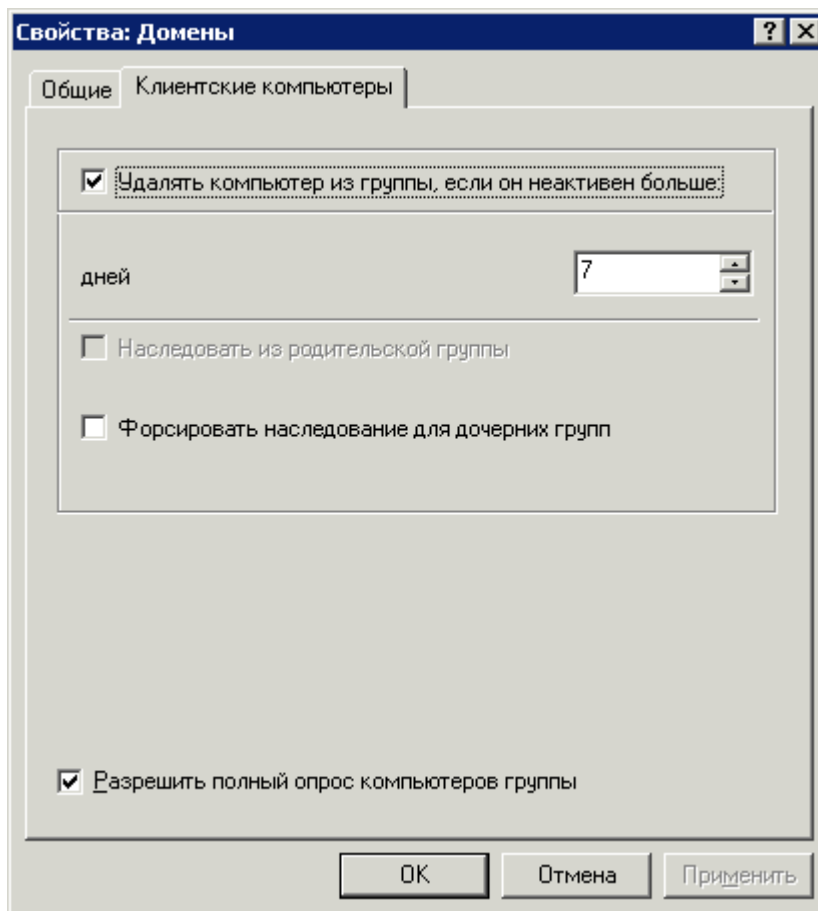 Свойства: Домены
Общие
Клиентские компьютеры
Удалять компьютер из группы, если он неактивен больше:
дней
7
Наследовать из родительской группы
Форсировать наследование для дочерних групп
Разрешить полный опрос компьютеров группы
OK
Отмена
Применить